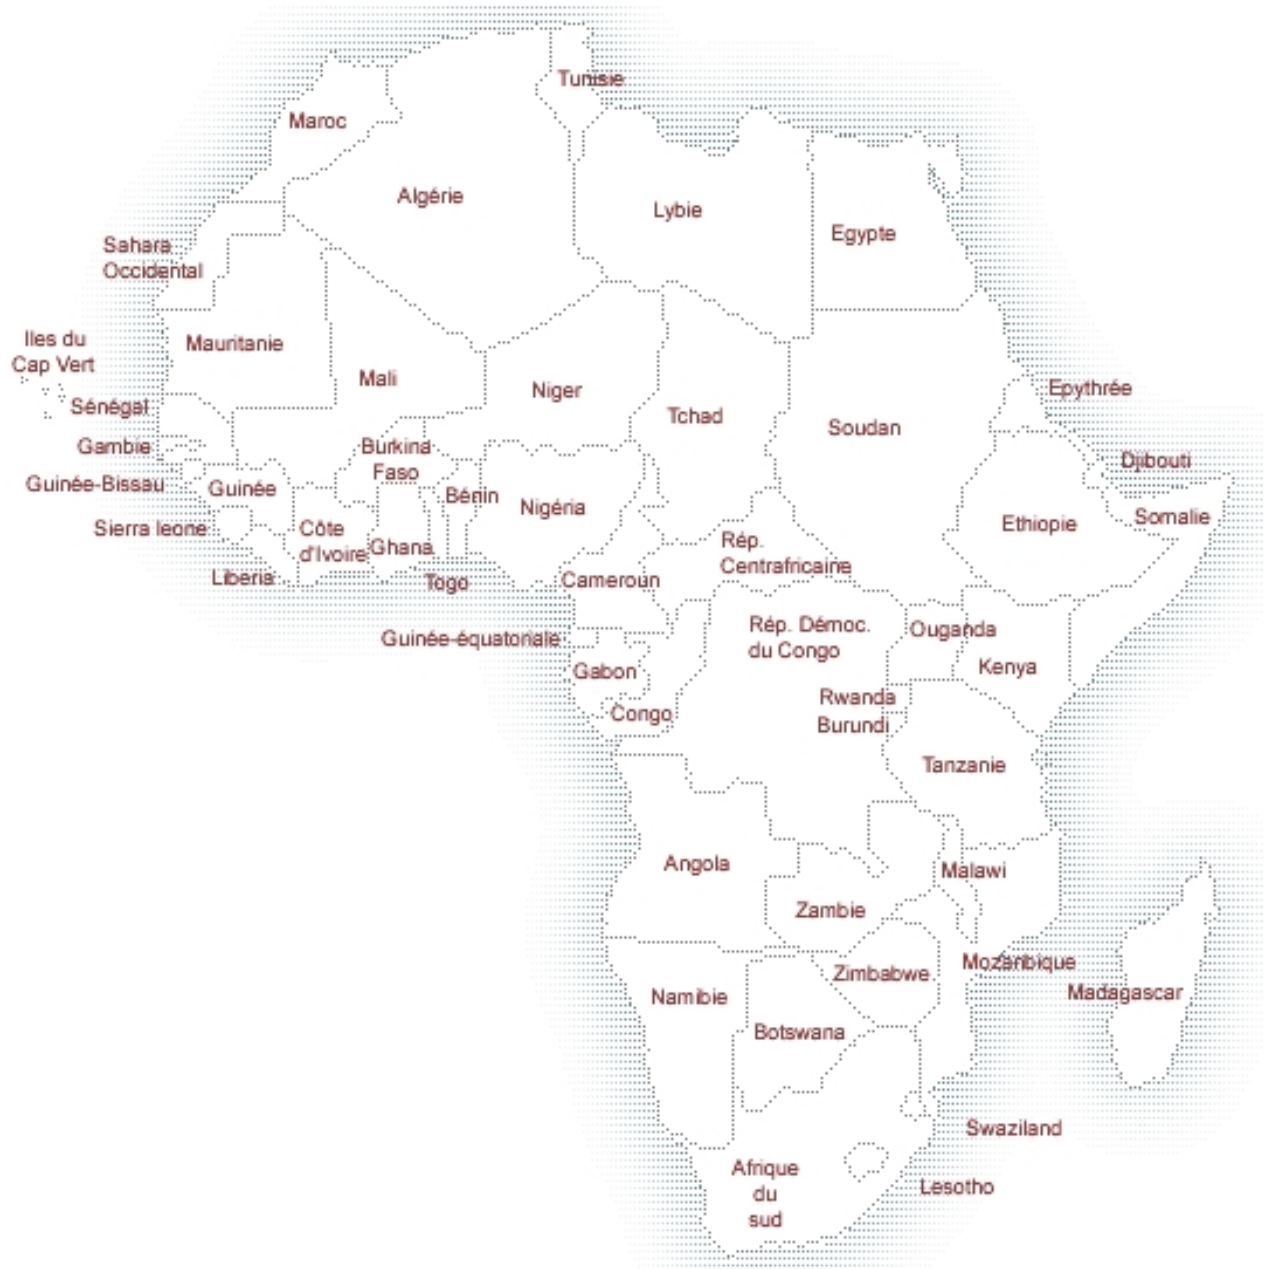 Tunisie
Maroc
Algérie
Lybie
Egypte
Sahara
Occidental
Iles du
Cap Vert
Mauritanie
Mali
Niger
Tchad
Soudan
Epythrée
Sénégal
Gambie
Guinée-Bissau
Guinée
Burkina
Faso
Bénin
Nigéria
Djibouti
Somalie
Ethiopie
Sierra leone
Côte
d'Ivoire
Ghana
Liberia
Togo
Cameroun
Rép.
Centrafricaine
Guinée-équatoriale
Rép. Démoc.
du Congo
Ouganda
Kenya
Gabon
Rwanda
Congo
Burundi
Tanzanie
Angola
Malawi
Zambie
Mozambique
Zimbabwe
Madagascar
Namibie
Botswana
Swaziland
Afrique
du
sud
Lesotho